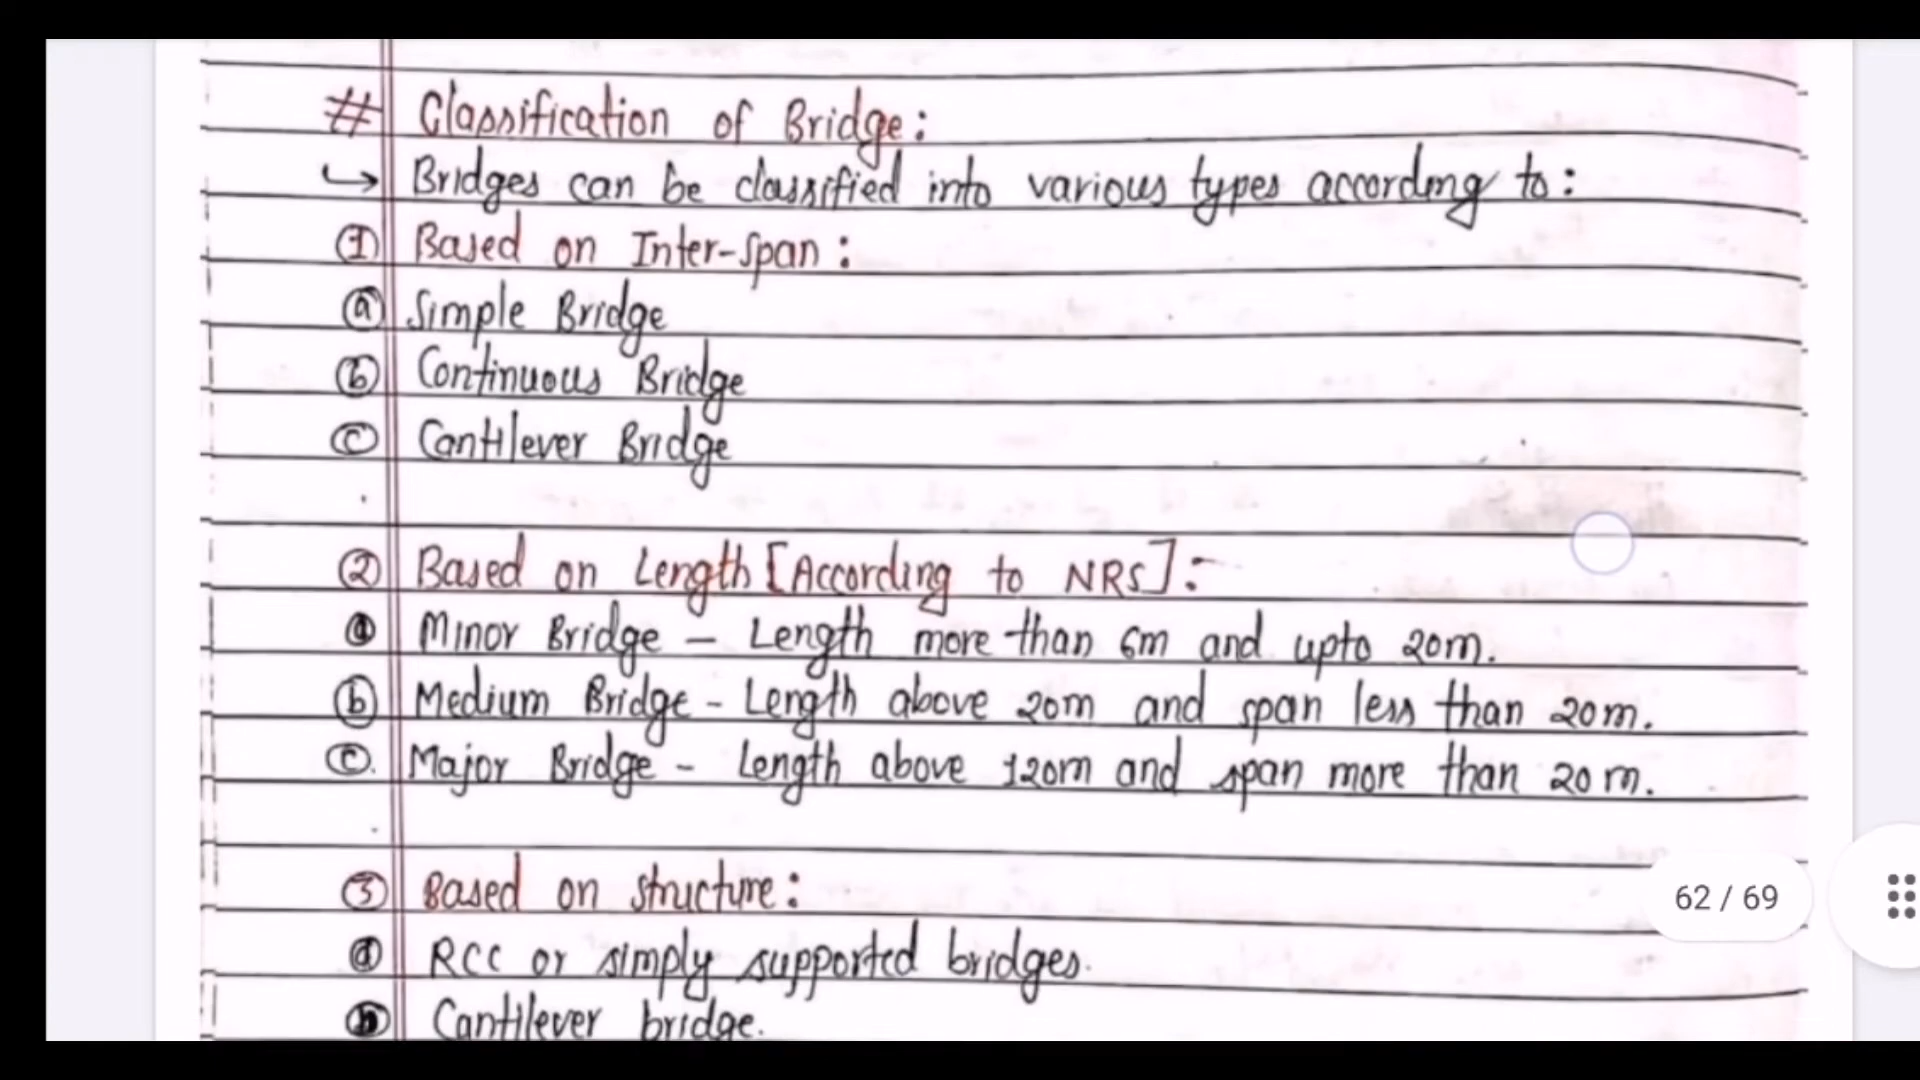 # Classification of Bridge:
↳ Bridges can be classified into various types according to:
① Based on Inter-span:
ⓐ Simple Bridge
ⓑ Continuous Bridge
ⓒ Cantilever Bridge
② Based on Length [According to NRS]:-
ⓐ Minor Bridge – Length more than 6m and upto 20m.
ⓑ Medium Bridge - Length above 20m and span less than 20m.
ⓒ. Major Bridge - Length above 120m and span more than 20m.
③ Based on structure:
ⓐ RCC or simply supported bridges.
ⓑ Cantilever bridge.
62 / 69